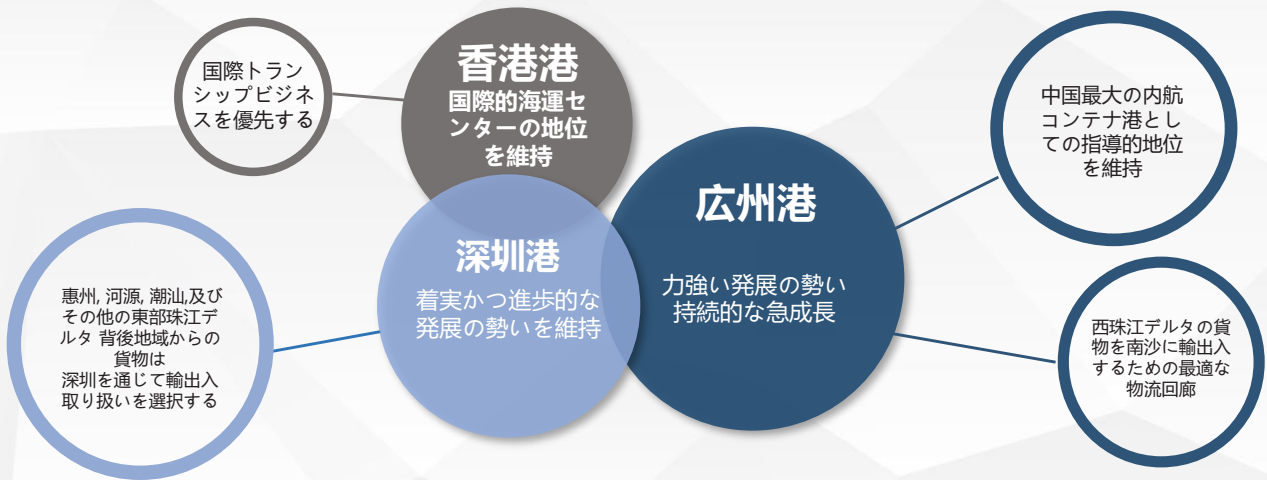 国際トラン
シップビジネ
スを優先する
香港港
国際的海運セ
ンターの地位
を維持
深圳港
着実かつ進歩的な
発展の勢いを維持
惠州, 河源, 潮汕,及び
その他の東部珠江デ
ルタ 背後地域からの
貨物は
深圳を通じて輸出入
取り扱いを選択する
広州港
力強い発展の勢い
持続的な急成長
中国最大の内航
コンテナ港とし
ての指導的地位
を維持
西珠江デルタの貨
物を南沙に輸出入
するための最適な
物流回廊